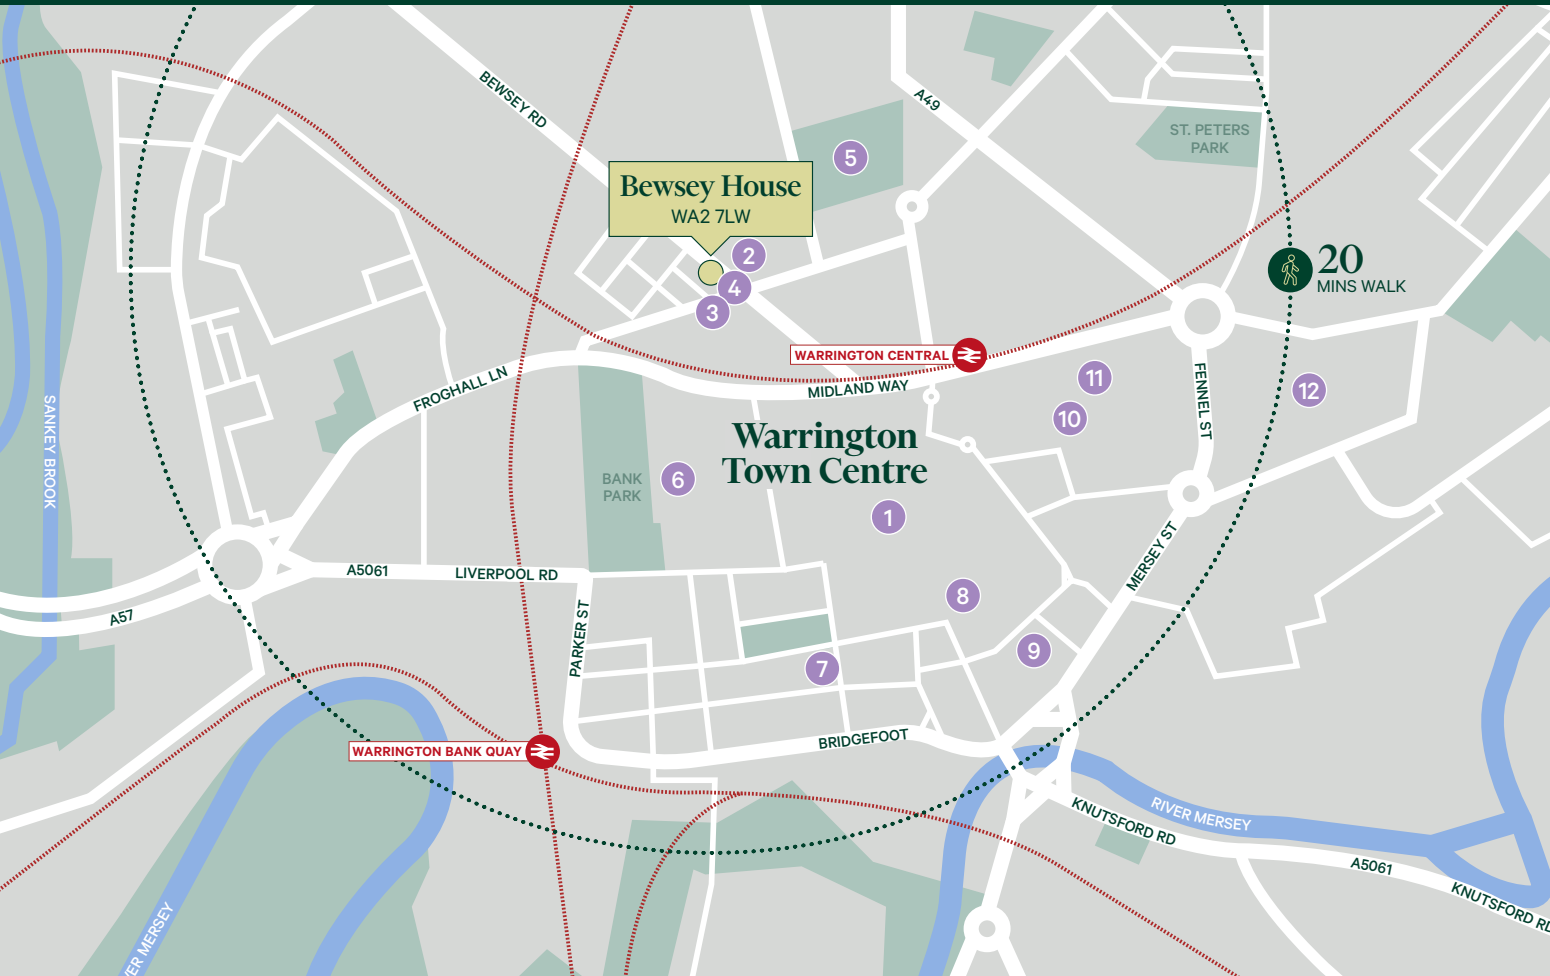 BEWSEY RD
A49
ST. PETERS
PARK
5
Bewsey House
WA2 7LW
2
4
3
20
MINS WALK
WARRINGTON CENTRAL
MIDLAND WAY
FROGHALL LN
11
10
12
FENNEL ST
SANKEY BROOK
Warrington
Town Centre
BANK
PARK
6
1
MERSEY ST
A5061
LIVERPOOL RD
A57
PARKER ST
8
9
7
WARRINGTON BANK QUAY
BRIDGEFOOT
KNUTSFORD RD
RIVER MERSEY
A5061
KNUTSFORD RD
VER MERSEY